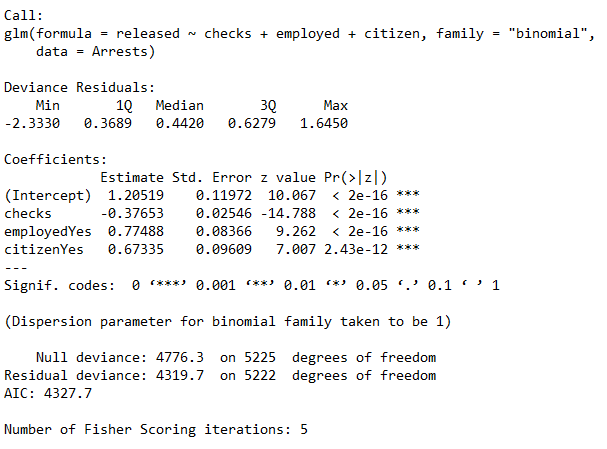 Call:
glm(formula = released ~ checks + employed + citizen, family = "binomial",
    data = Arrests)

Deviance Residuals:
    Min      1Q  Median      3Q     Max
-2.3330  0.3689  0.4420  0.6279  1.6450

Coefficients:
            Estimate Std. Error z value Pr(>|z|)
(Intercept)  1.20519    0.11972  10.067  < 2e-16 ***
checks      -0.37653    0.02546 -14.788  < 2e-16 ***
employedYes  0.77488    0.08366   9.262  < 2e-16 ***
citizenYes   0.67335    0.09609   7.007 2.43e-12 ***
---
Signif. codes:  0 ‘***’ 0.001 ‘**’ 0.01 ‘*’ 0.05 ‘.’ 0.1 ‘ ’ 1

(Dispersion parameter for binomial family taken to be 1)

    Null deviance: 4776.3  on 5225  degrees of freedom
Residual deviance: 4319.7  on 5222  degrees of freedom
AIC: 4327.7

Number of Fisher Scoring iterations: 5